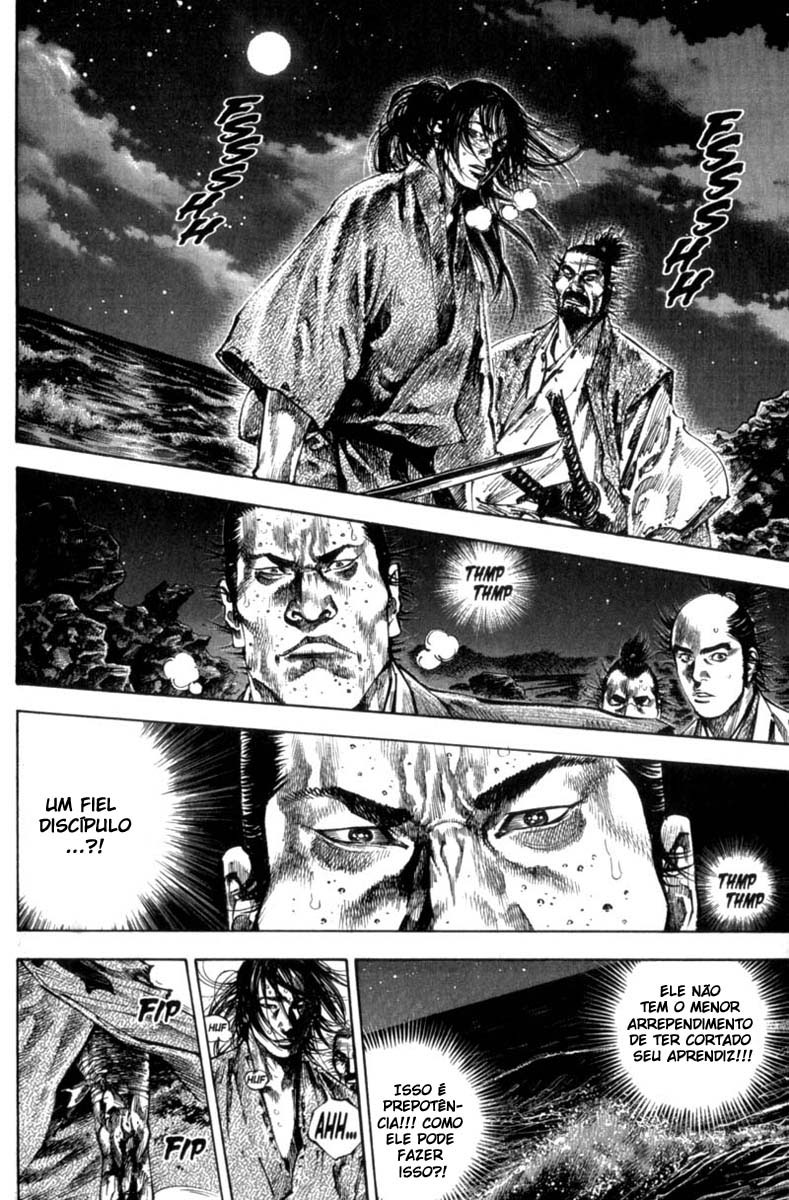 FSSSHH
FSSSHH
THMP
THMP
UM FIEL
DISCÍPULO
...?!
THMP
THMP
FIP
FIP
HUF
HUF
AHH...
ELE NÃO
TEM O MENOR
ARREPENDIMENTO
DE TER CORTADO
SEU APRENDIZ!!!
ISSO É
PREPOTÊN-
CIA!!! COMO
ELE PODE
FAZER
ISSO?!